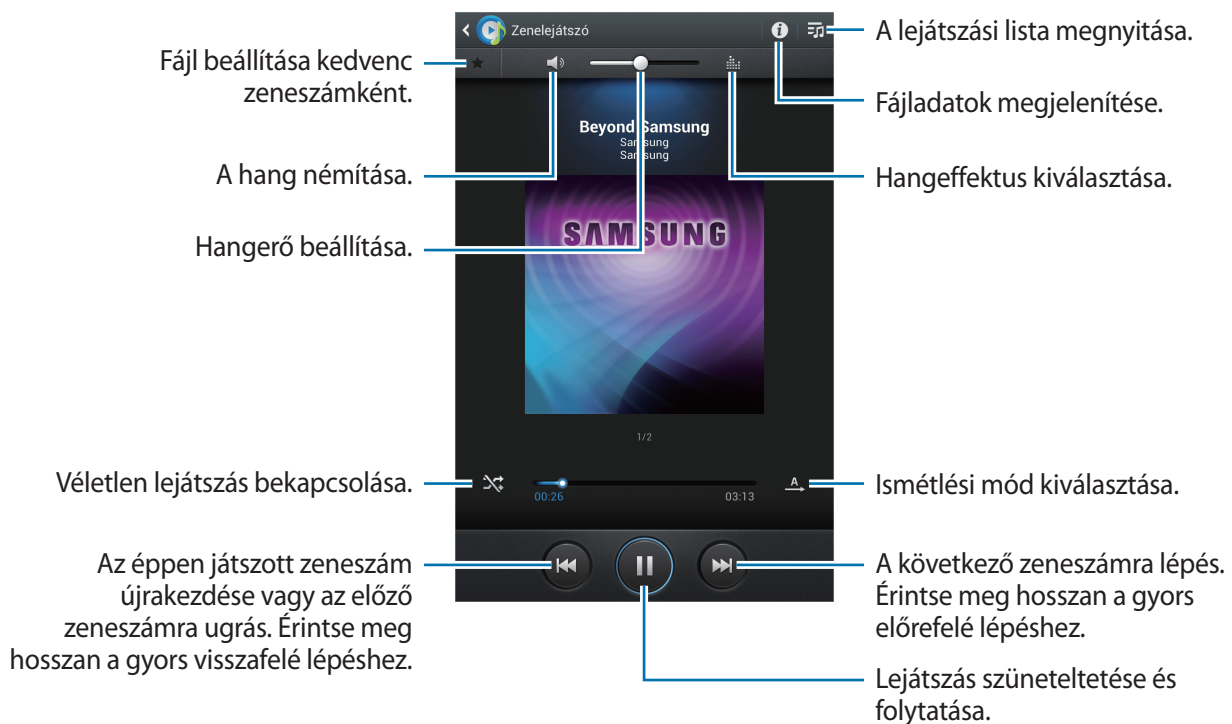 Zenelejátszó
A lejátszási lista megnyitása.
Fájl beállítása kedvenc
zeneszámként.
Fájladatok megjelenítése.
Beyond Samsung
Samsung
Samsung
A hang némítása.
Hangeffektus kiválasztása.
SAMSUNG
Hangerő beállítása.
1/2
Véletlen lejátszás bekapcsolása.
00:26
03:13
A
Ismétlési mód kiválasztása.
Az éppen játszott zeneszám
újrakezdése vagy az előző
zeneszámra ugrás. Érintse meg
hosszan a gyors visszafelé lépéshez.
A következő zeneszámra lépés.
Érintse meg hosszan a gyors
előrefelé lépéshez.
Lejátszás szüneteltetése és
folytatása.